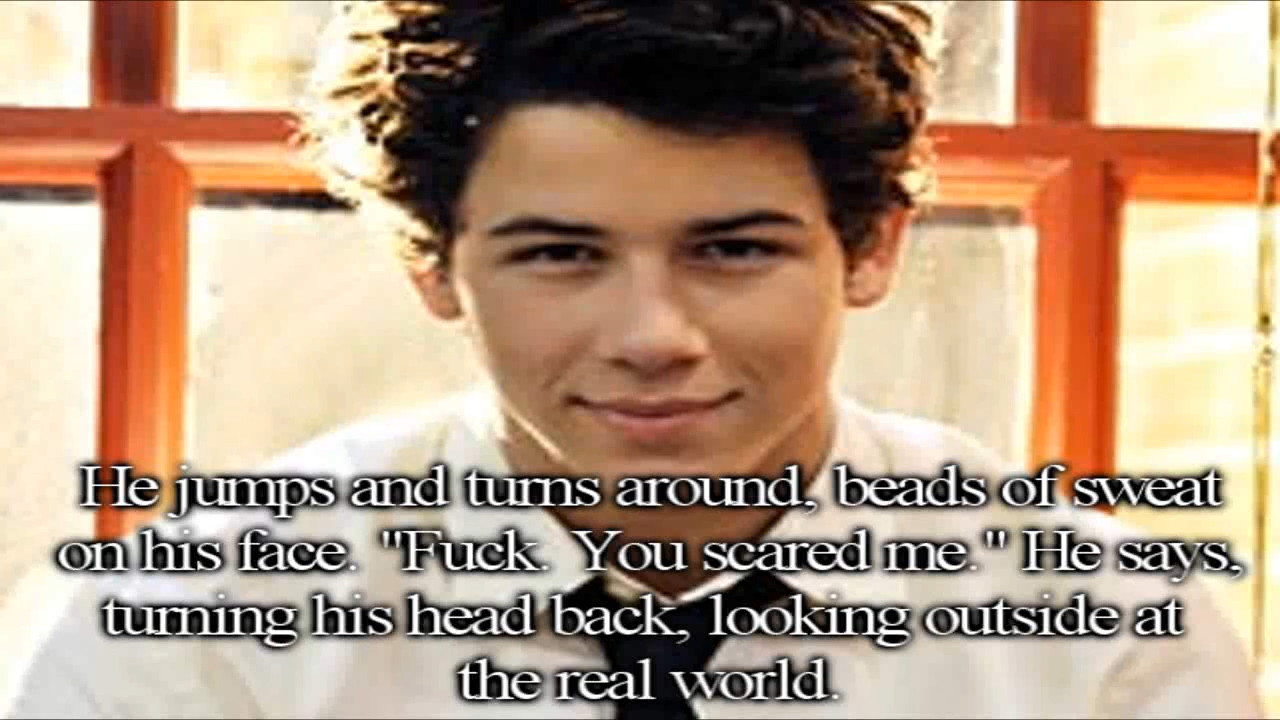 He jumps and turns around, beads of sweat
on his face. "Fuck. You scared me." He says,
turning his head back, looking outside at
the real world.